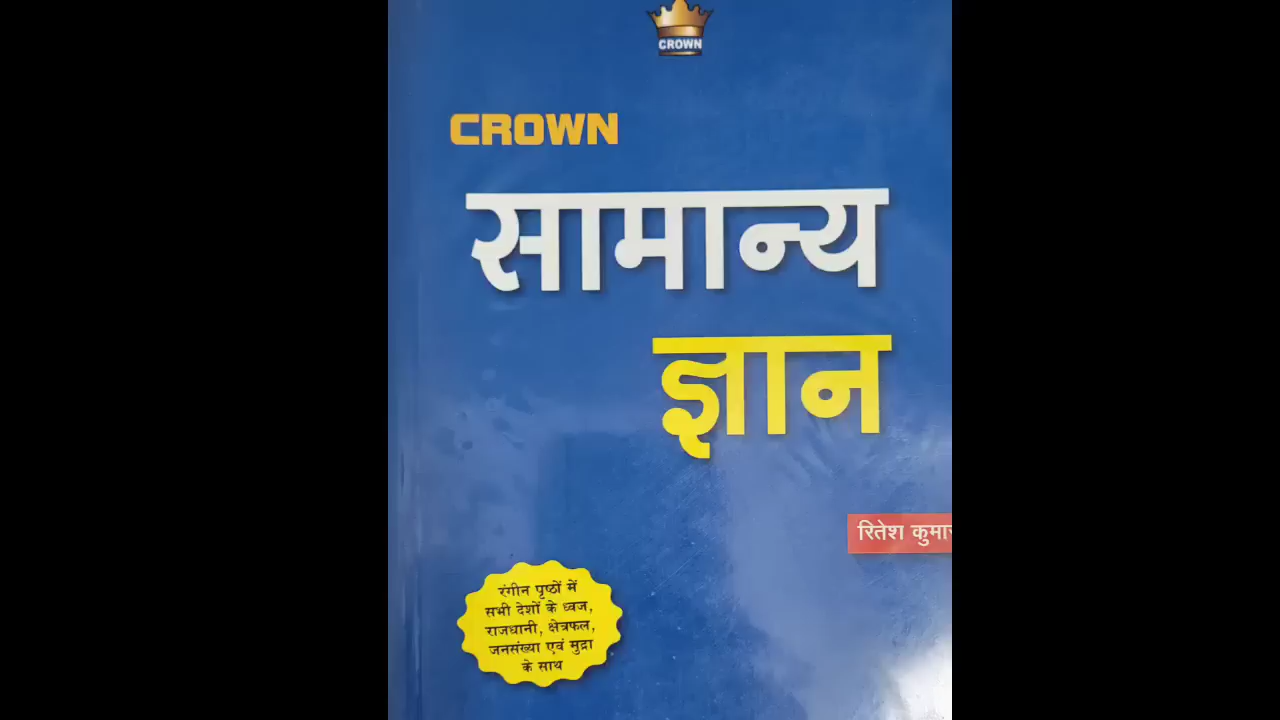 CROWN
CROWN
सामान्य
ज्ञान
रितेश कुमार
रंगीन पृष्ठों में
सभी देशों के ध्वज,
राजधानी, क्षेत्रफल,
जनसंख्या एवं मुद्रा
के साथ